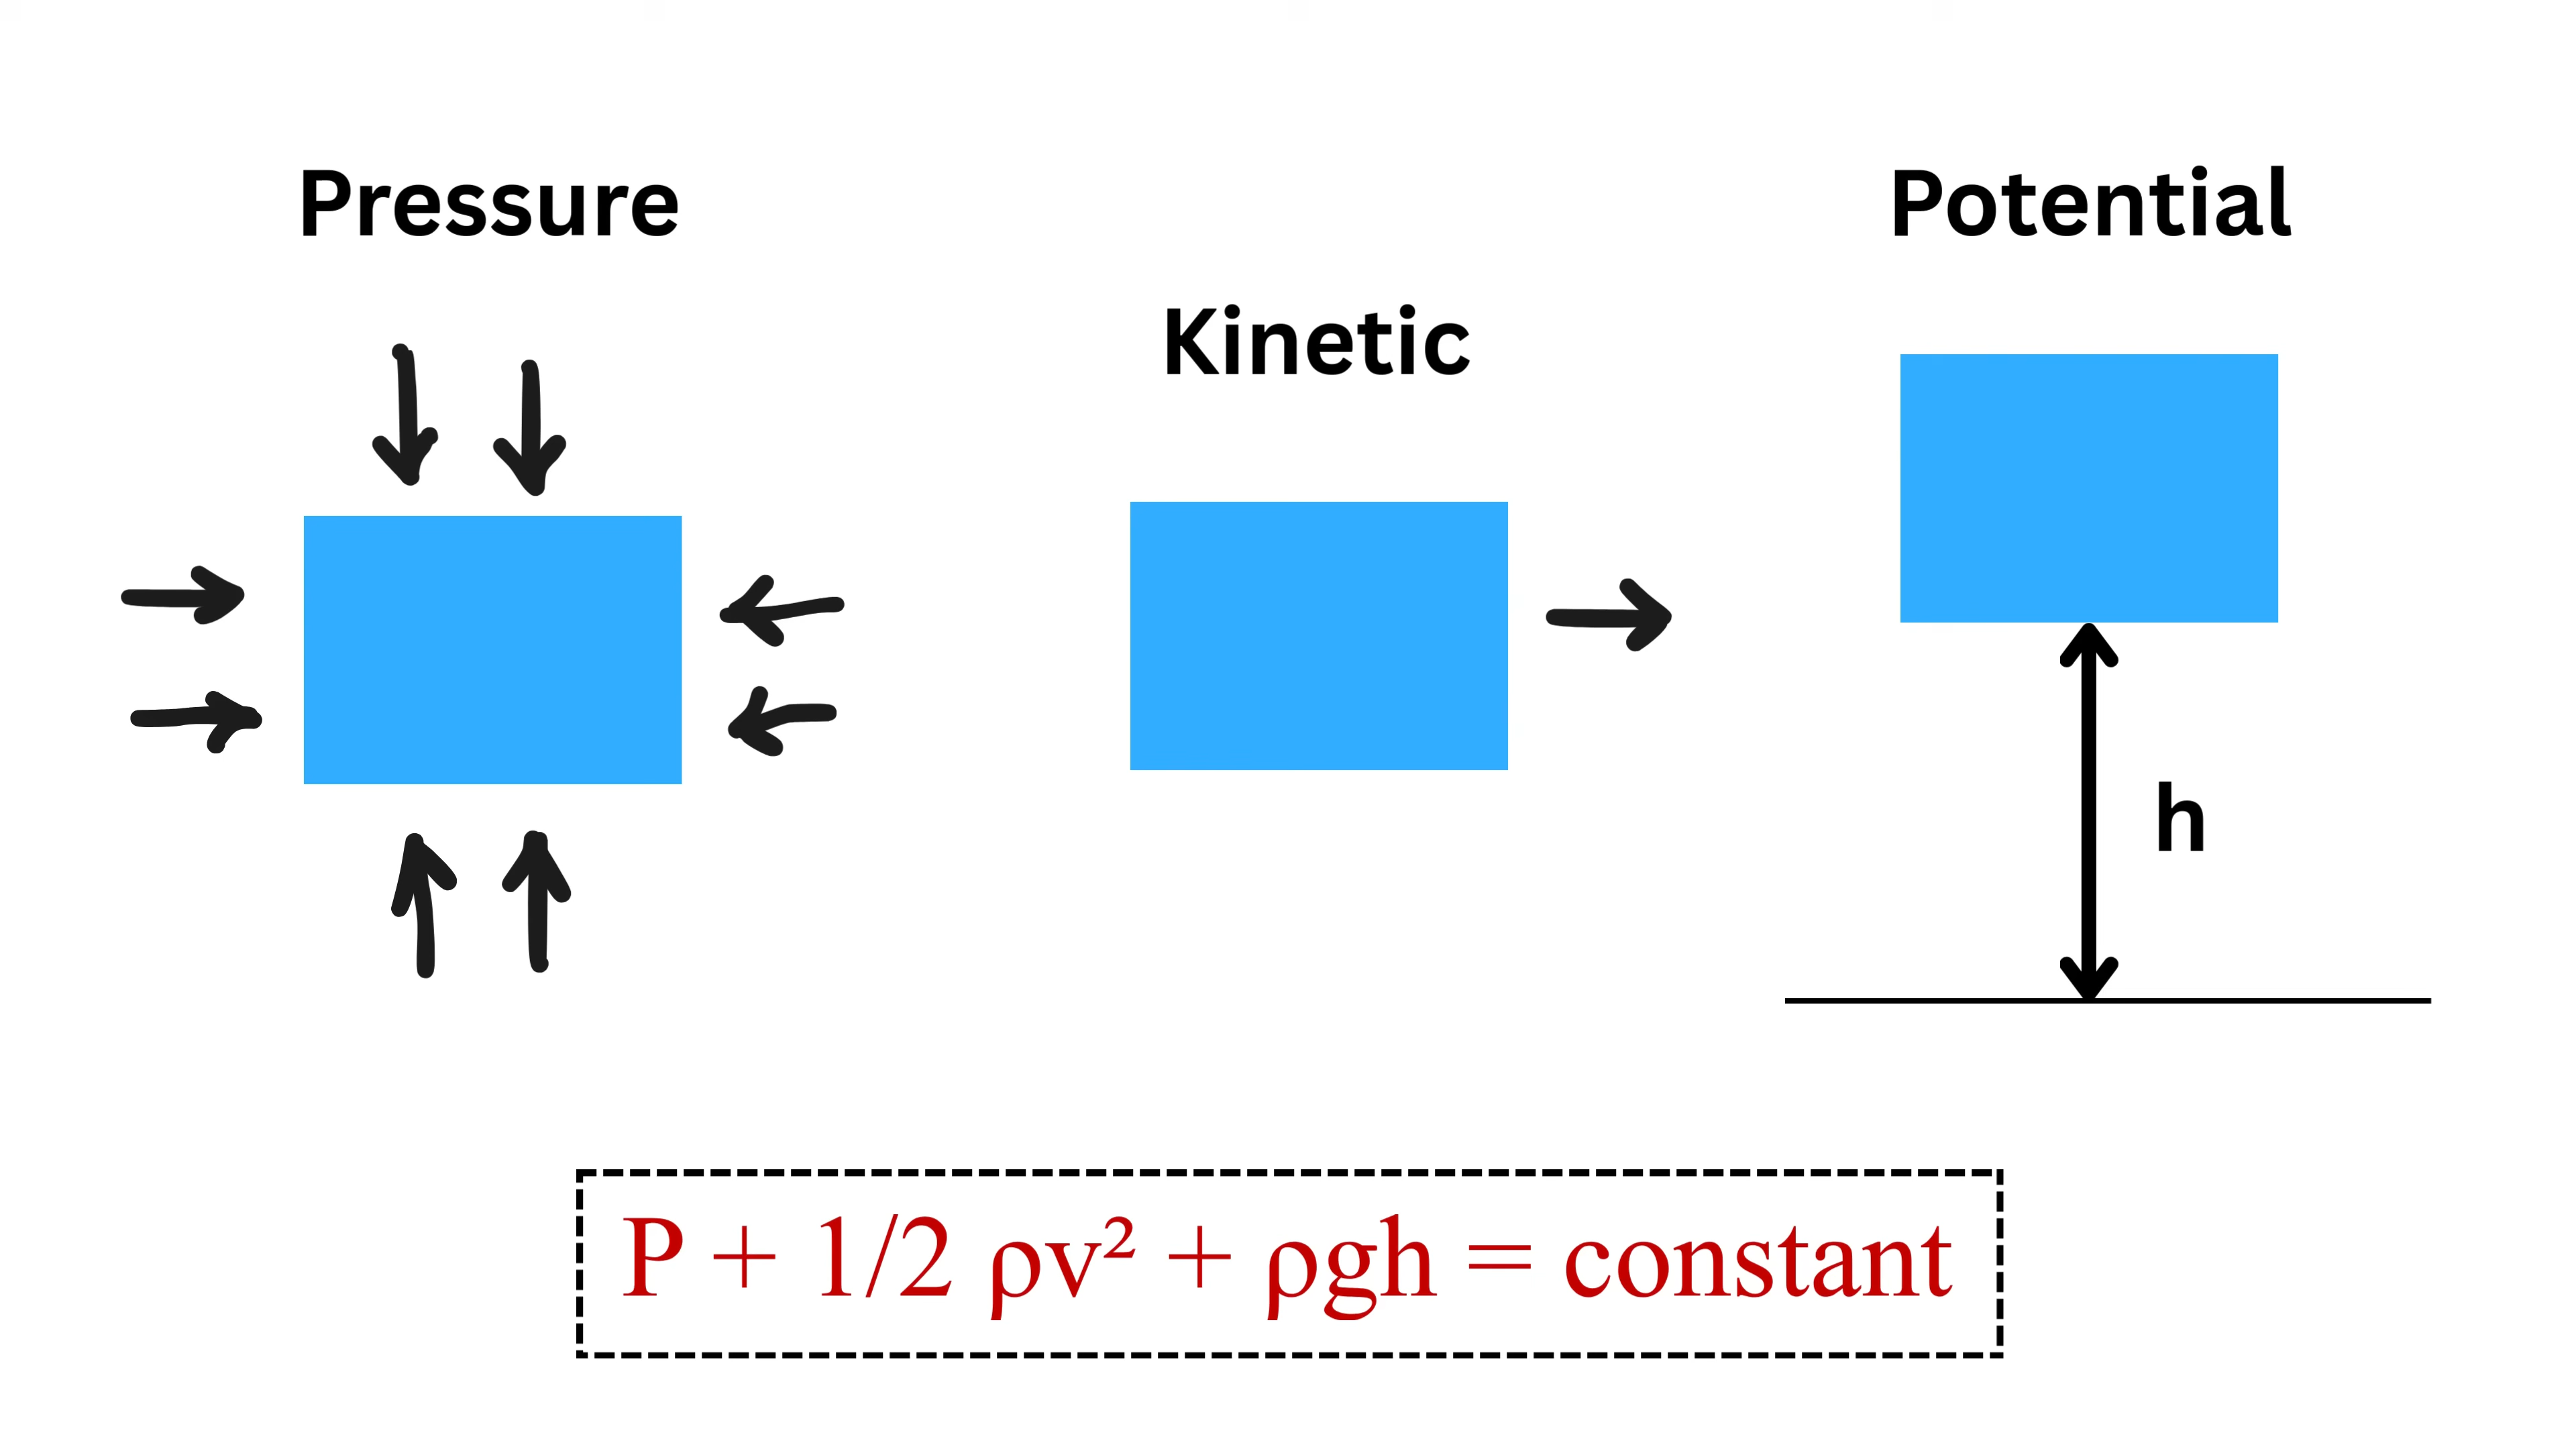 Pressure
Kinetic
Potential
h
P + 1/2 ρv² + ρgh = constant